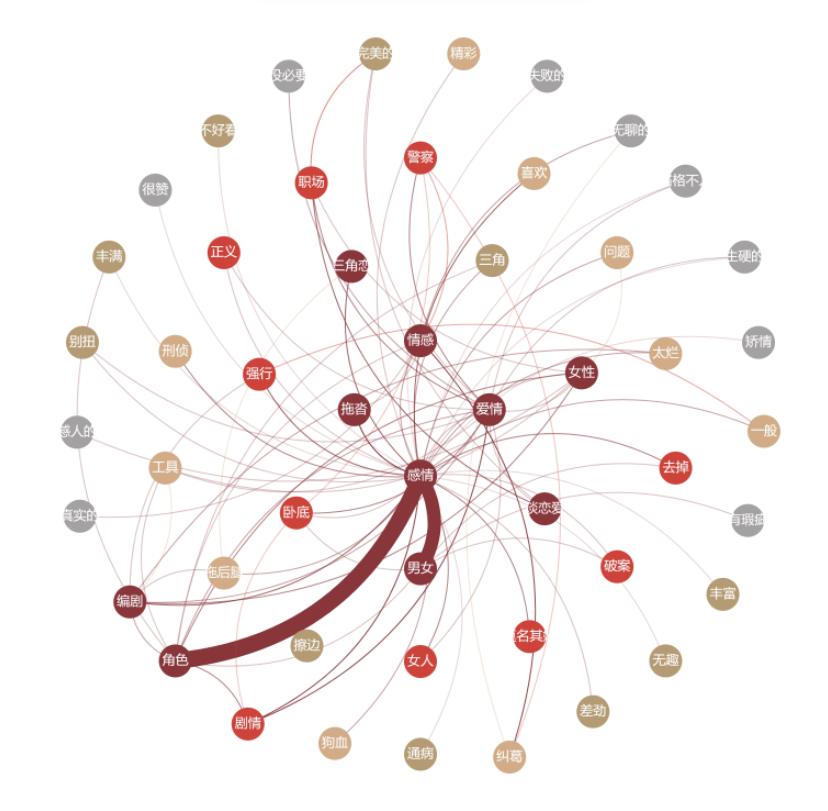 完美的
精彩
没必要
失败的
不好看
无聊的
警察
喜欢
职场
格不
很赞
正义
三角
问题
丰满
生硬的
三角恋
别扭
情感
矫情
刑侦
太烂
强行
女性
拖沓
爱情
感人的
一般
工具
感情
去掉
真实的
卧底
谈恋爱
有瑕疵
拖后腿
男女
破案
编剧
丰富
名其
擦边
角色
女人
无趣
剧情
差劲
狗血
通病
纠葛